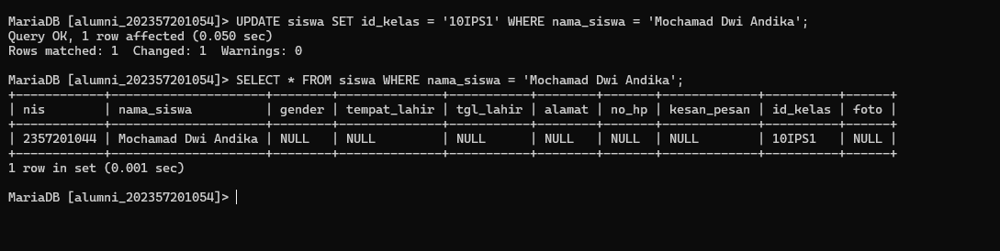 MariaDB [alumni_202357201054]> UPDATE siswa SET id_kelas = '10IPS1' WHERE nama_siswa = 'Mochamad Dwi Andika';
Query OK, 1 row affected (0.050 sec)
Rows matched: 1  Changed: 1  Warnings: 0
MariaDB [alumni_202357201054]> SELECT * FROM siswa WHERE nama_siswa = 'Mochamad Dwi Andika';
+------------+---------------------+--------+--------------+-----------+--------+-------+-------------+----------+------+
| nis        | nama_siswa          | gender | tempat_lahir | tgl_lahir | alamat | no_hp | kesan_pesan | id_kelas | foto |
+------------+---------------------+--------+--------------+-----------+--------+-------+-------------+----------+------+
| 2357201044 | Mochamad Dwi Andika | NULL   | NULL         | NULL      | NULL   | NULL  | NULL        | 10IPS1   | NULL |
+------------+---------------------+--------+--------------+-----------+--------+-------+-------------+----------+------+
1 row in set (0.001 sec)
MariaDB [alumni_202357201054]>